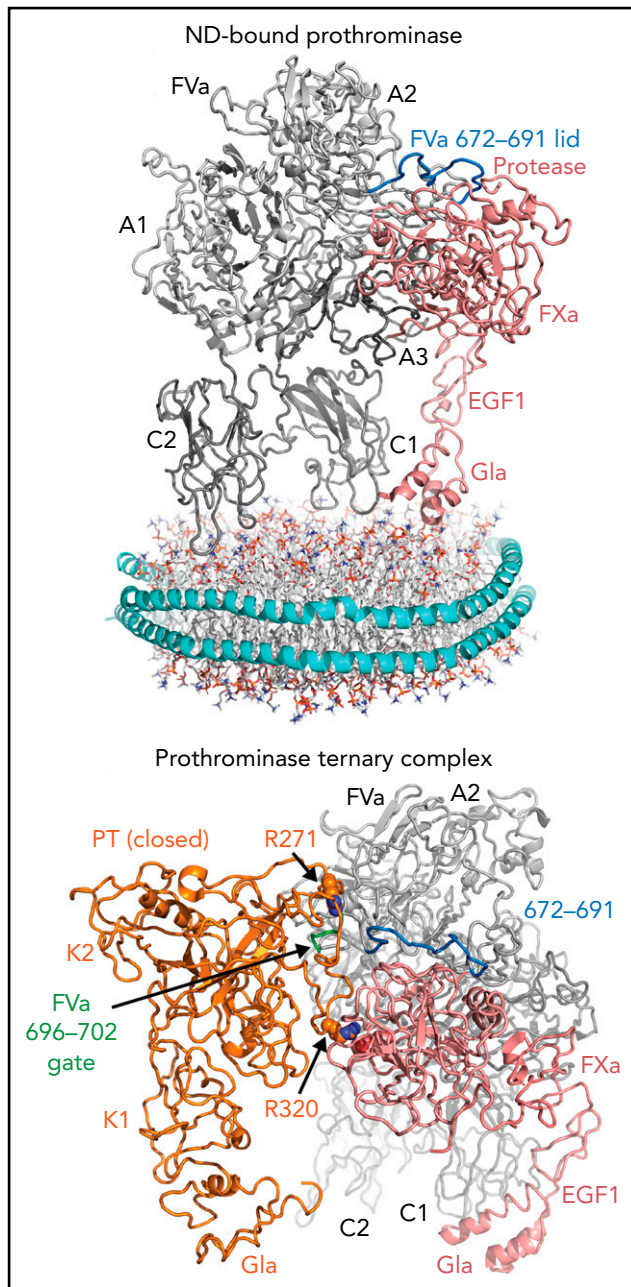 ND-bound prothrominase
FVa
A2
FVa 672–691 lid
Protease
A1
FXa
A3
EGF1
C2
C1
Gla
Prothrominase ternary complex
FVa
A2
PT (closed)
R271
672–691
K2
FVa
696–702
gate
FXa
K1
R320
EGF1
C2
C1
Gla
Gla